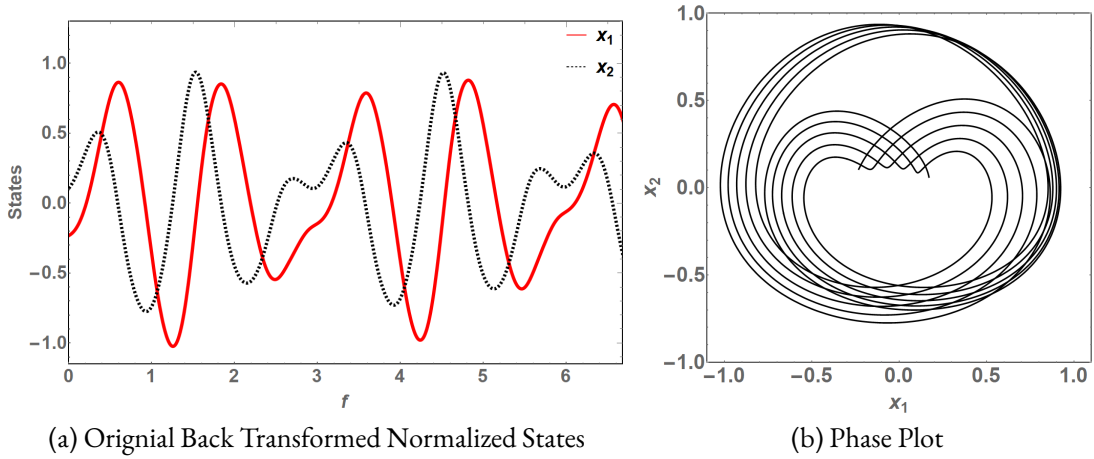 x1
x2
1.0
0.5
0.0
−0.5
−1.0
States
0 1 2 3 4 5 6
f
(a) Orignial Back Transformed Normalized States
1.0
0.5
0.0
−0.5
−1.0
x2
−1.0 −0.5 0.0 0.5 1.0
x1
(b) Phase Plot